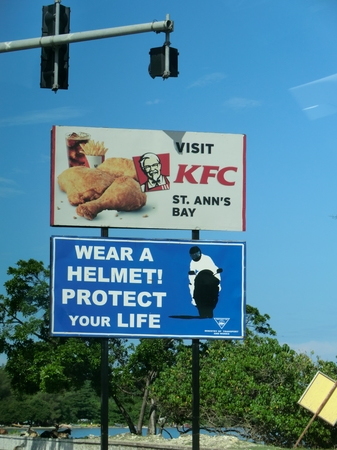 VISIT
KFC
ST. ANN'S
BAY
WEAR A
HELMET!
PROTECT
YOUR LIFE